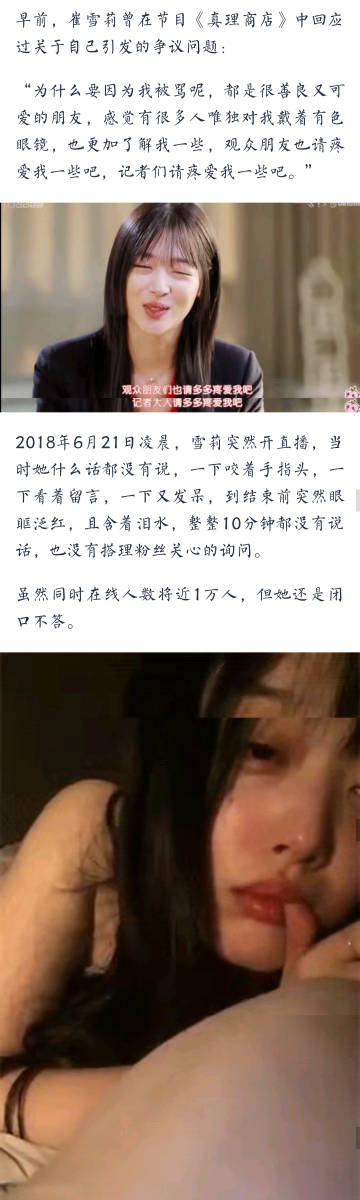 早前，崔雪莉曾在节目《真理商店》中回应
过关于自己引发的争议问题：
“为什么要因为我被骂呢，都是很善良又可
爱的朋友，感觉有很多人唯独对我戴着有色
眼镜，也更加了解我一些，观众朋友也请疼
爱我一些吧，记者们请疼爱我一些吧。”
观众朋友们也请多多疼爱我吧
记者大人请多多疼爱我吧
2018年6月21日凌晨，雪莉突然开直播，当
时她什么话都没有说，一下咬着手指头，一
下看着留言，一下又发呆，到结束前突然眼
眶泛红，且含着泪水，整整10分钟都没有说
话，也没有搭理粉丝关心的询问。
虽然同时在线人数将近1万人，但她还是闭
口不答。